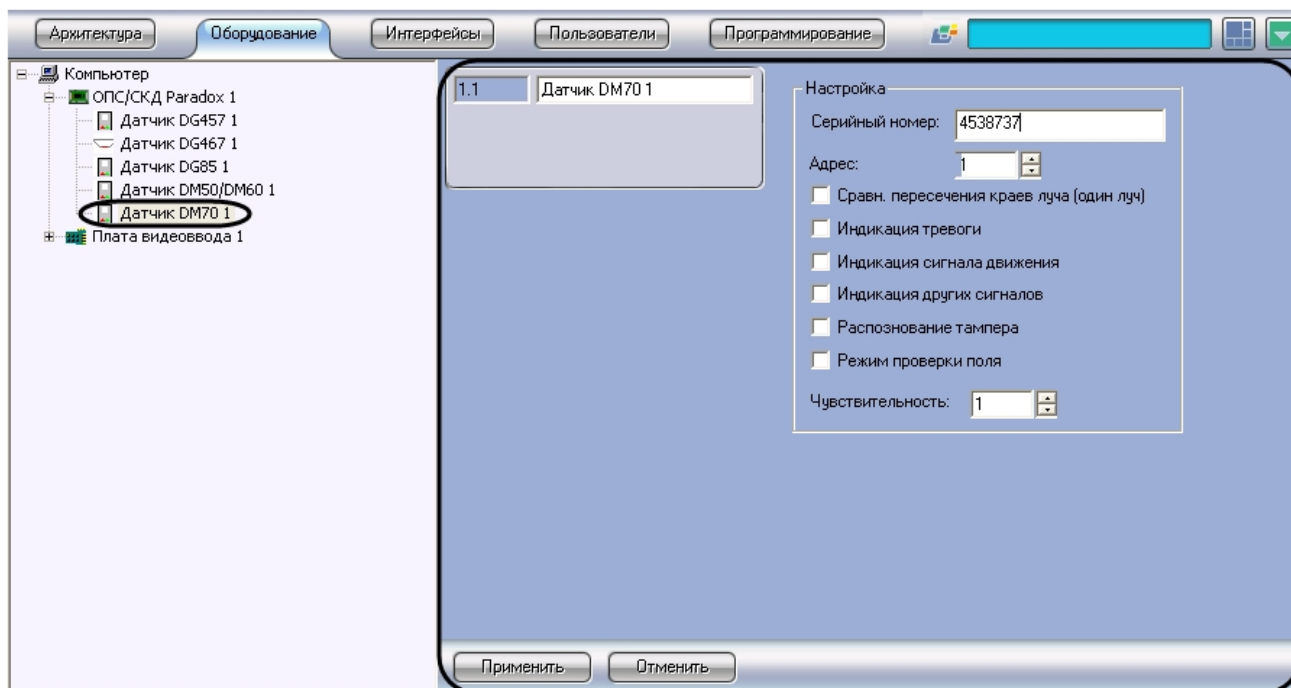 Архитектура Оборудование Интерфейсы Пользователи Программирование
Компьютер
ОПС/СКД Paradox 1
Датчик DG457 1
Датчик DG467 1
Датчик DG85 1
Датчик DM50/DM60 1
Датчик DM70 1
Плата видеоввода 1
1.1 Датчик DM70 1
Настройка
Серийный номер: 4538737
Адрес: 1
Сравн. пересечения краев луча (один луч)
Индикация тревоги
Индикация сигнала движения
Индикация других сигналов
Распознование тампера
Режим проверки поля
Чувствительность: 1
Применить Отменить